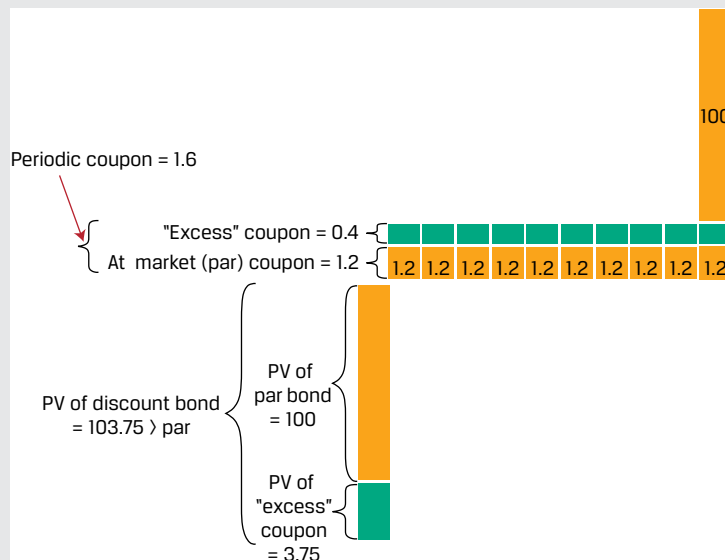 100
Periodic coupon = 1.6
"Excess" coupon = 0.4
At market (par) coupon = 1.2
1.2 1.2 1.2 1.2 1.2 1.2 1.2 1.2 1.2 1.2
PV of
par bond
= 100
PV of discount bond
= 103.75 ⟩ par
PV of
"excess"
coupon
= 3.75